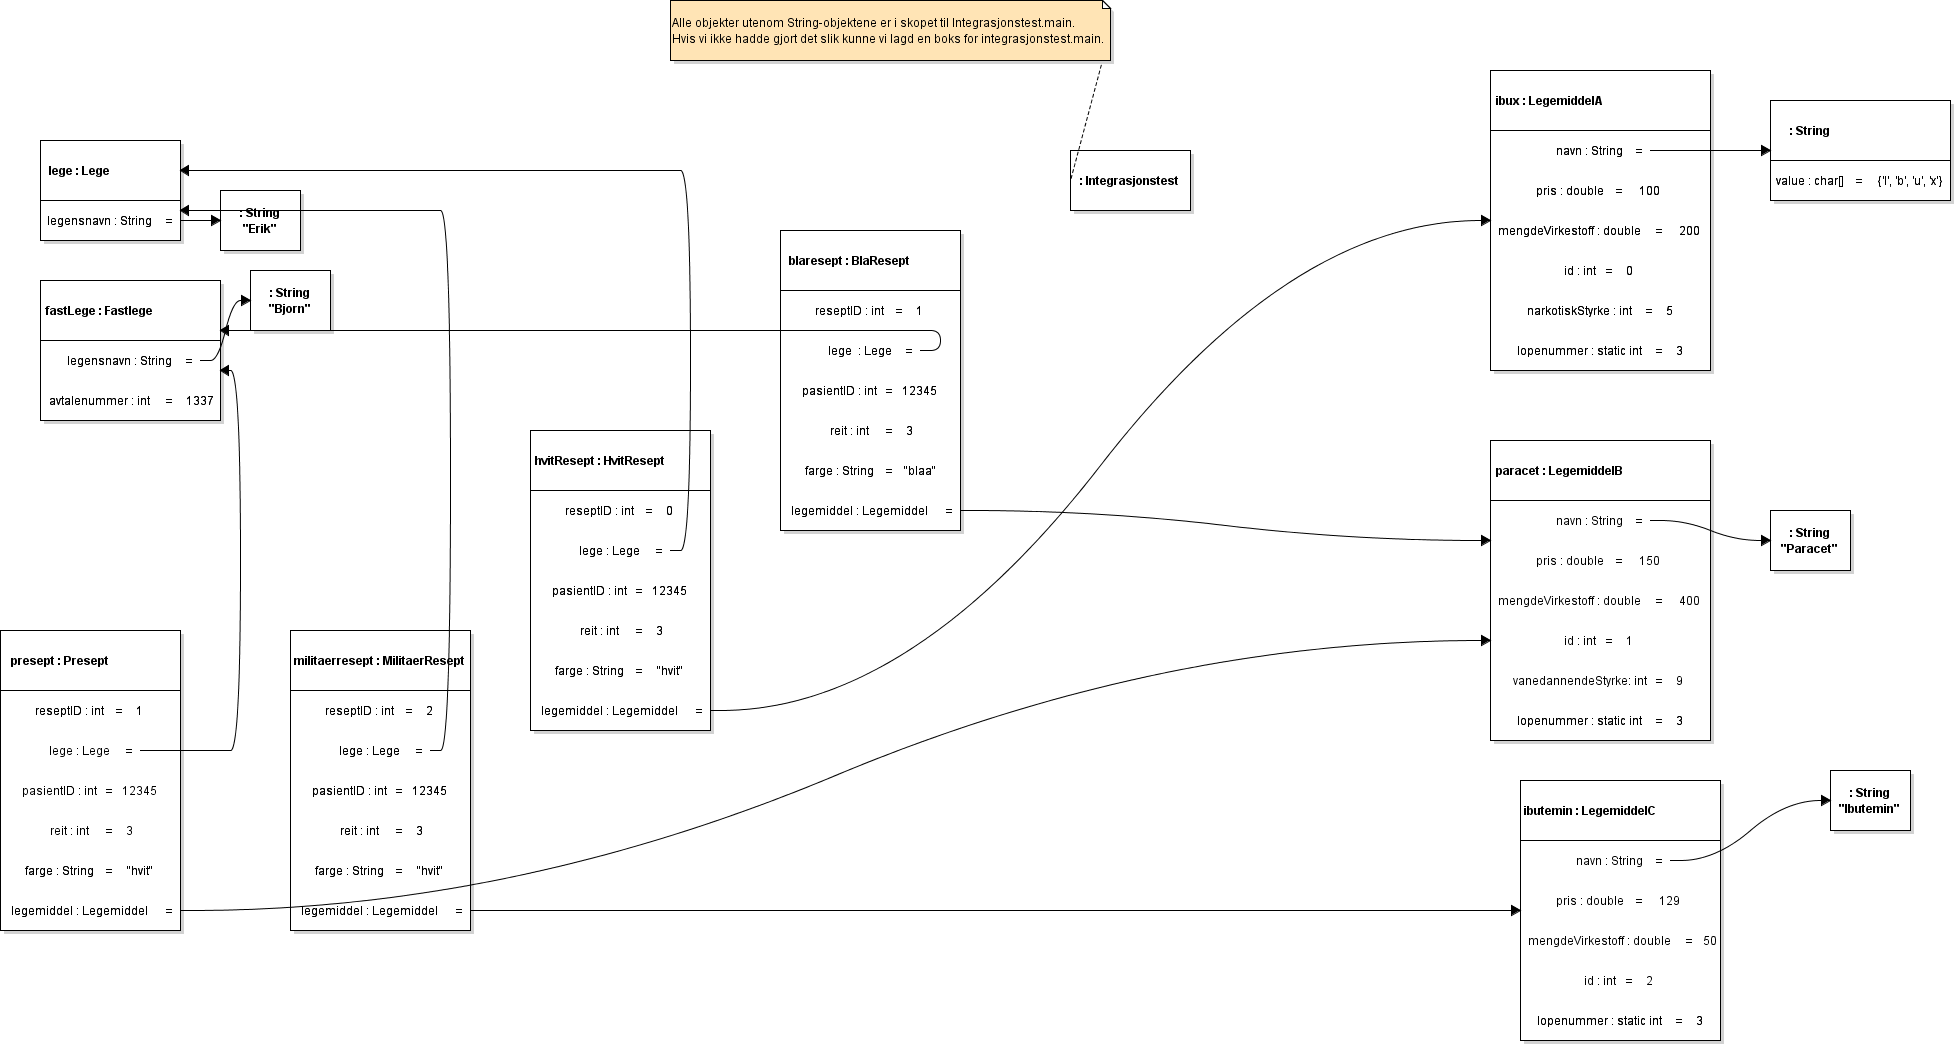 Alle objekter utenom String-objektene er i skopet til Integrasjonstest.main.
Hvis vi ikke hadde gjort det slik kunne vi lagd en boks for integrasjonstest.main.
: Integrasjonstest
lege : Lege
legensnavn : String =
: String
"Erik"
fastLege : Fastlege
legensnavn : String =
avtalenummer : int = 1337
: String
"Bjorn"
presept : Presept
reseptID : int = 1
lege : Lege =
pasientID : int = 12345
reit : int = 3
farge : String = "hvit"
legemiddel : Legemiddel =
militaerresept : MilitaerResept
reseptID : int = 2
lege : Lege =
pasientID : int = 12345
reit : int = 3
farge : String = "hvit"
legemiddel : Legemiddel =
hvitResept : HvitResept
reseptID : int = 0
lege : Lege =
pasientID : int = 12345
reit : int = 3
farge : String = "hvit"
legemiddel : Legemiddel =
blaresept : BlaResept
reseptID : int = 1
lege : Lege =
pasientID : int = 12345
reit : int = 3
farge : String = "blaa"
legemiddel : Legemiddel =
ibux : LegemiddelA
navn : String =
pris : double = 100
mengdeVirkestoff : double = 200
id : int = 0
narkotiskStyrke : int = 5
lopenummer : static int = 3
: String
value : char[] = {'I', 'b', 'u', 'x'}
paracet : LegemiddelB
navn : String =
pris : double = 150
mengdeVirkestoff : double = 400
id : int = 1
vanedannendeStyrke: int = 9
lopenummer : static int = 3
: String
"Paracet"
ibutemin : LegemiddelC
navn : String =
pris : double = 129
mengdeVirkestoff : double = 50
id : int = 2
lopenummer : static int = 3
: String
"Ibutemin"